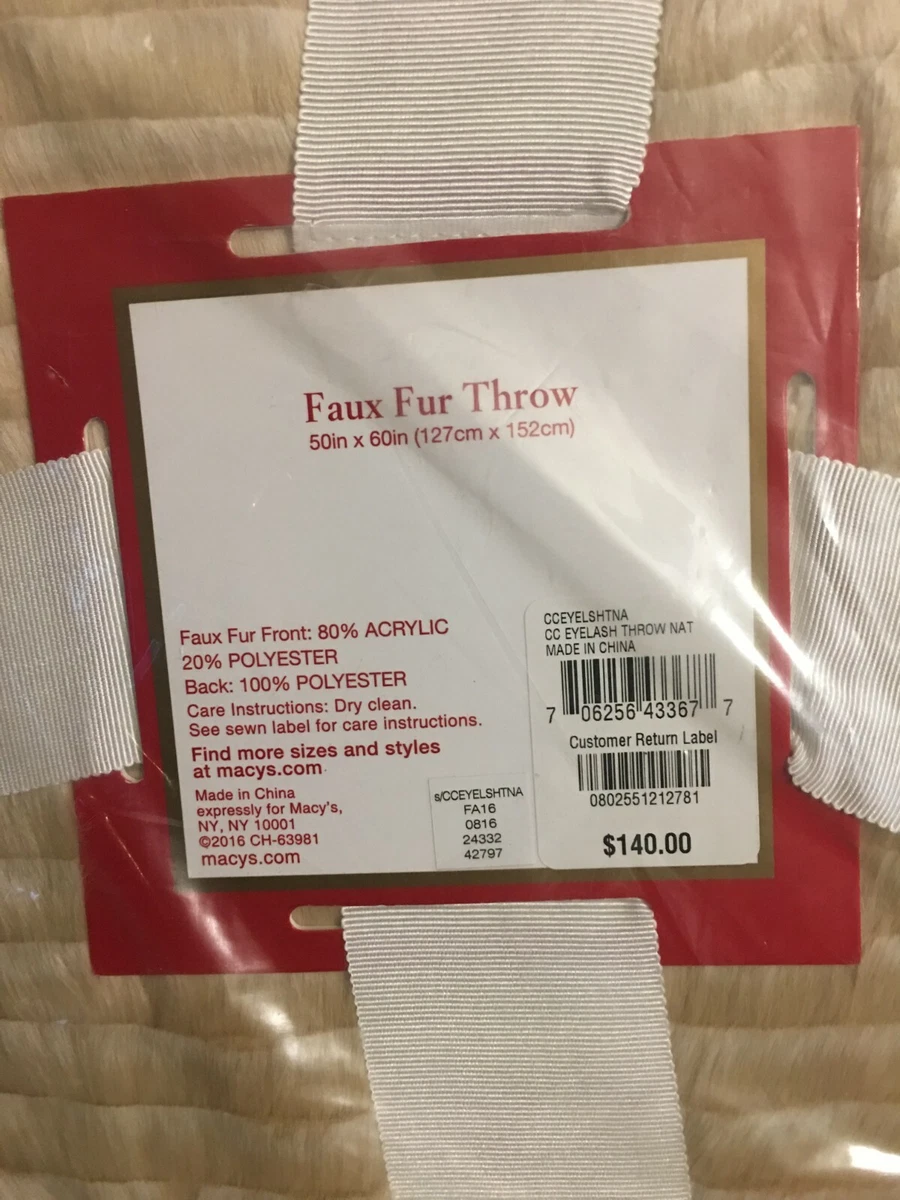 Faux Fur Throw
50in x 60in (127cm x 152cm)
Faux Fur Front: 80% ACRYLIC
20% POLYESTER
Back: 100% POLYESTER
Care Instructions: Dry clean.
See sewn label for care instructions.
Find more sizes and styles
at macys.com.
Made in China
expressly for Macy's,
NY, NY 10001
©2016 CH-63981
macys.com
s/CCEYELSHTNA
FA16
0816
24332
42797
CCEYELSHTNA
CC EYELASH THROW NAT
MADE IN CHINA
7 06256 43367 7
Customer Return Label
0802551212781
$140.00